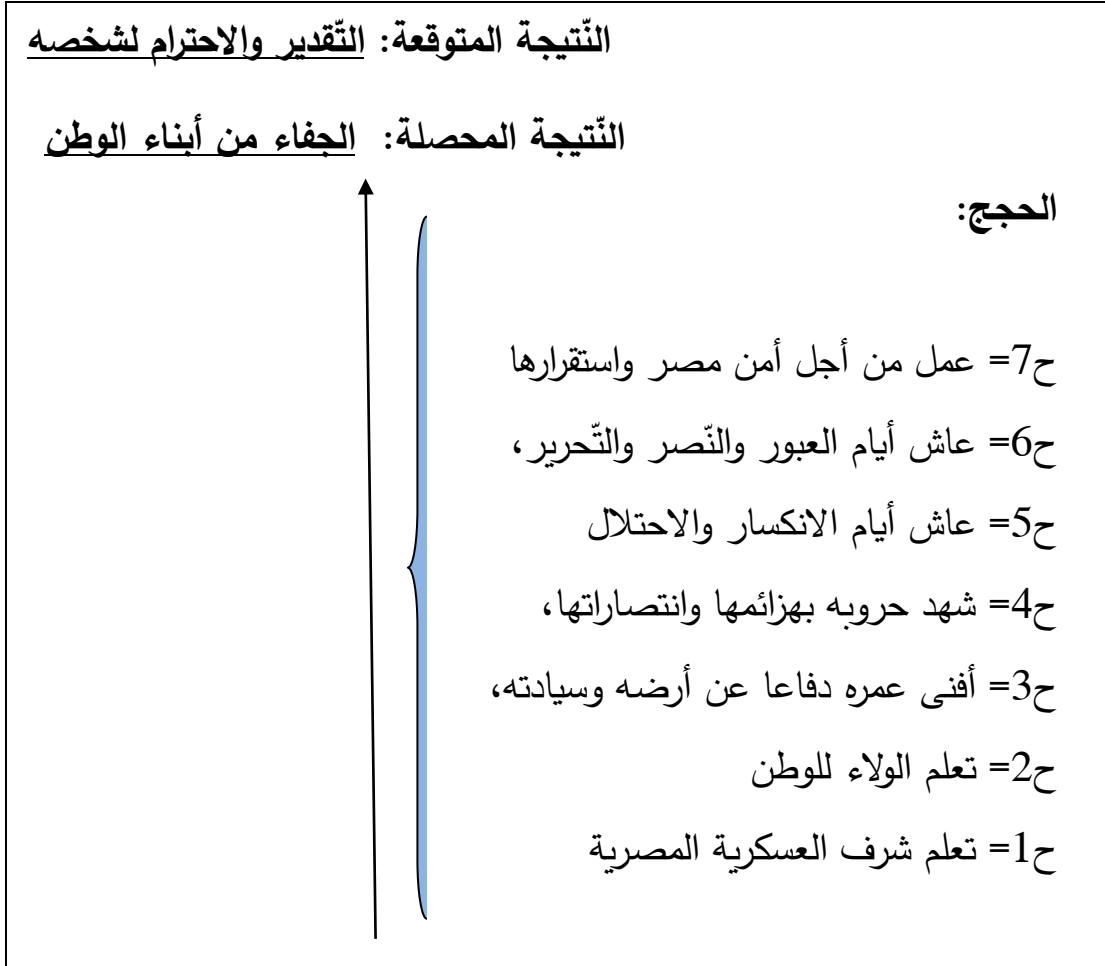 النّتيجة المتوقعة: التّقدير والاحترام لشخصه
النّتيجة المحصلة: الجفاء من أبناء الوطن
الحجج:
ح7= عمل من أجل أمن مصر واستقرارها
ح6= عاش أيام العبور والنّصر والتّحرير،
ح5= عاش أيام الانكسار والاحتلال
ح4= شهد حروبه بهزائمها وانتصاراتها،
ح3= أفنى عمره دفاعا عن أرضه وسيادته،
ح2= تعلم الولاء للوطن
ح1= تعلم شرف العسكرية المصرية